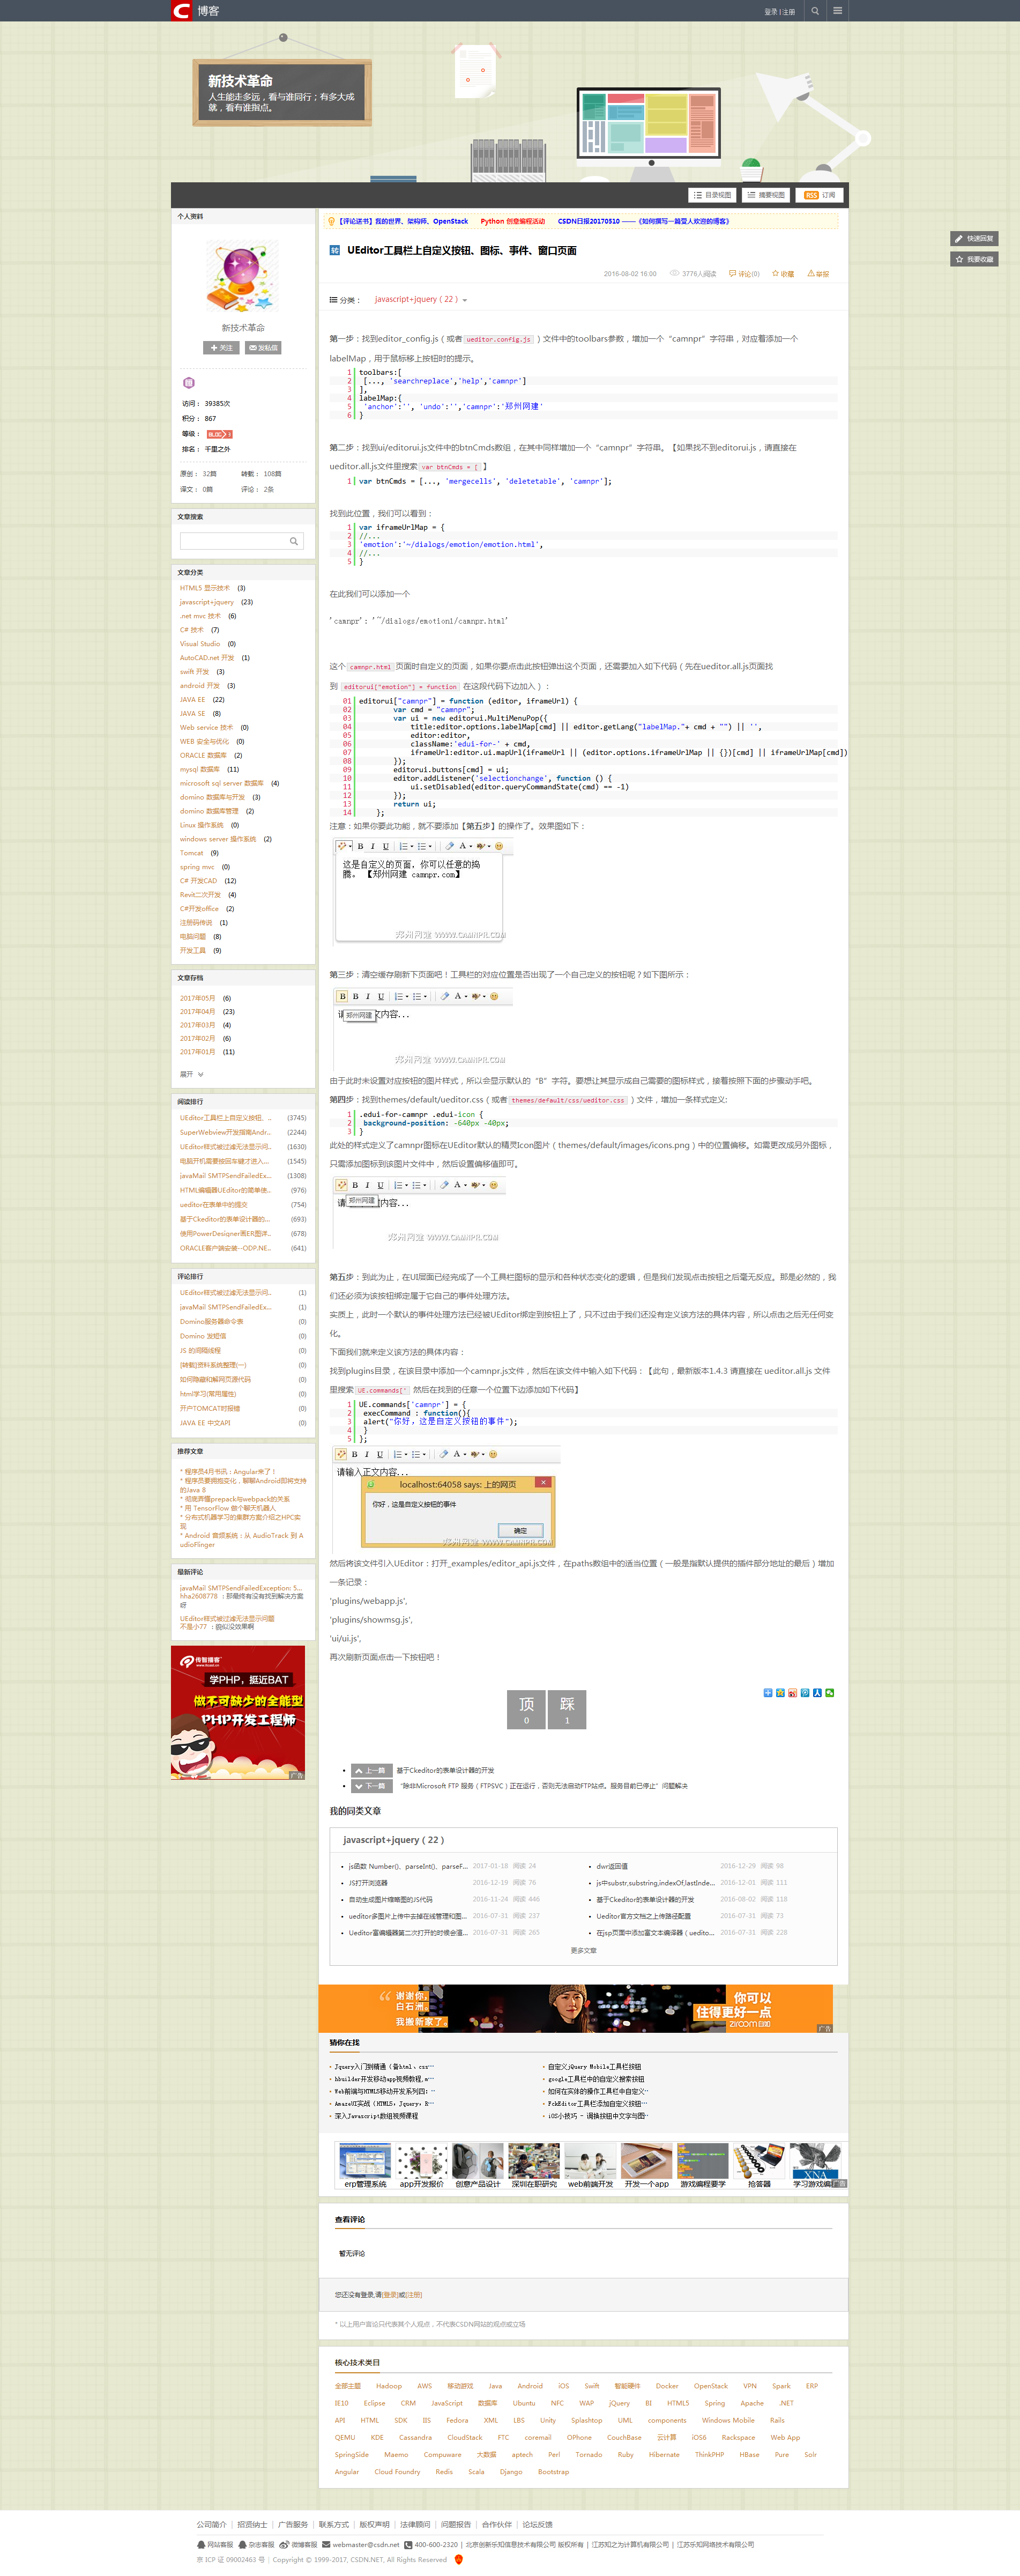 博客
登录 | 注册
新技术革命
人生能走多远，看与谁同行；有多大成
就，看有谁指点。
目录视图
摘要视图
RSS 订阅
快速回复
我要收藏
个人资料
新技术革命
关注 发私信
访问： 39385次
积分： 867
等级： BLOG 3
排名： 千里之外
原创： 32篇 转载： 108篇
译文： 0篇 评论： 2条
文章搜索
文章分类
HTML5 显示技术 (3)
javascript+jquery (23)
.net mvc 技术 (6)
C# 技术 (7)
Visual Studio (0)
AutoCAD.net 开发 (1)
swift 开发 (3)
android 开发 (3)
JAVA EE (22)
JAVA SE (8)
Web service 技术 (0)
WEB 安全与优化 (0)
ORACLE 数据库 (2)
mysql 数据库 (11)
microsoft sql server 数据库 (4)
domino 数据库与开发 (3)
domino 数据库管理 (2)
Linux 操作系统 (0)
windows server 操作系统 (2)
Tomcat (9)
spring mvc (0)
C# 开发CAD (12)
Revit二次开发 (4)
C#开发office (2)
注册码传说 (1)
电脑问题 (8)
开发工具 (9)
文章存档
2017年05月 (6)
2017年04月 (23)
2017年03月 (4)
2017年02月 (6)
2017年01月 (11)
展开
阅读排行
UEditor工具栏上自定义按钮、.. (3745)
SuperWebview开发指南Andr.. (2244)
UEditor样式被过滤无法显示问.. (1630)
电脑开机需要按回车键才进入... (1545)
javaMail SMTPSendFailedEx... (1308)
HTML编辑器UEditor的简单使.. (976)
ueditor在表单中的提交 (754)
基于Ckeditor的表单设计器的... (693)
使用PowerDesigner画ER图详.. (678)
ORACLE客户端安装--ODP.NE.. (641)
评论排行
UEditor样式被过滤无法显示问.. (1)
javaMail SMTPSendFailedEx... (1)
Domino服务器命令表 (0)
Domino 发短信 (0)
JS 的间隔线程 (0)
[转载]资料系统整理(一) (0)
如何隐藏和解网页源代码 (0)
html学习(常用属性) (0)
开户TOMCAT时报错 (0)
JAVA EE 中文API (0)
推荐文章
* 程序员4月书讯：Angular来了！
* 程序员要拥抱变化，聊聊Android即将支持
的Java 8
* 彻底弄懂prepack与webpack的关系
* 用 TensorFlow 做个聊天机器人
* 分布式机器学习的集群方案介绍之HPC实
现
* Android 音频系统：从 AudioTrack 到 A
udioFlinger
最新评论
javaMail SMTPSendFailedException: 5...
hha2608778 ：那最终有没有找到解决方案
呀
UEditor样式被过滤无法显示问题
不是小77 ：貌似没效果啊
传智播客
学PHP，挺近BAT
做不可缺少的全能型
PHP开发工程师
广告
【评论送书】我的世界、架构师、OpenStack Python 创意编程活动 CSDN日报20170510 ——《如何撰写一篇受人欢迎的博客》
转 UEditor工具栏上自定义按钮、图标、事件、窗口页面
2016-08-02 16:00 3776人阅读 评论(0) 收藏 举报
分类： javascript+jquery（22）
第一步：找到editor_config.js（或者 ueditor.config.js ）文件中的toolbars参数，增加一个“camnpr”字符串，对应着添加一个
labelMap，用于鼠标移上按钮时的提示。
1 toolbars:[
2 [..., 'searchreplace','help','camnpr']
3 ],
4 labelMap:{
5 'anchor':'', 'undo':'','camnpr':'郑州网建'
6 }
第二步：找到ui/editorui.js文件中的btnCmds数组，在其中同样增加一个“camnpr”字符串。【如果找不到editorui.js，请直接在
ueditor.all.js文件里搜索 var btnCmds = [ 】
1 var btnCmds = [..., 'mergecells', 'deletetable', 'camnpr'];
找到此位置，我们可以看到：
1 var iframeUrlMap = {
2 //...
3 'emotion':'~/dialogs/emotion/emotion.html',
4 //...
5 }
在此我们可以添加一个
'camnpr': '~/dialogs/emotion1/camnpr.html'
这个 camnpr.html 页面时自定义的页面，如果你要点击此按钮弹出这个页面，还需要加入如下代码（先在ueditor.all.js页面找
到 editorui["emotion"] = function 在这段代码下边加入）：
01 editorui["camnpr"] = function (editor, iframeUrl) {
02 var cmd = "camnpr";
03 var ui = new editorui.MultiMenuPop({
04 title:editor.options.labelMap[cmd] || editor.getLang("labelMap."+ cmd + "") || '',
05 editor:editor,
06 className:'edui-for-' + cmd,
07 iframeUrl:editor.ui.mapUrl(iframeUrl || (editor.options.iframeUrlMap || {})[cmd] || iframeUrlMap[cmd])
08 });
09 editorui.buttons[cmd] = ui;
10 editor.addListener('selectionchange', function () {
11 ui.setDisabled(editor.queryCommandState(cmd) == -1)
12 });
13 return ui;
14 };
注意：如果你要此功能，就不要添加【第五步】的操作了。效果图如下：
这是自定义的页面，你可以任意的捣
腾。 【郑州网建 camnpr.com】
郑州网建 WWW.CAMNPR.COM
第三步：清空缓存刷新下页面吧！工具栏的对应位置是否出现了一个自己定义的按钮呢？如下图所示：
请 文内容...
郑州网建
郑州网建 WWW.CAMNPR.COM
由于此时未设置对应按钮的图片样式，所以会显示默认的“B”字符。要想让其显示成自己需要的图标样式，接着按照下面的步骤动手吧。
第四步：找到themes/default/ueditor.css（或者 themes/default/css/ueditor.css ）文件，增加一条样式定义:
1 .edui-for-camnpr .edui-icon {
2 background-position: -640px -40px;
3 }
此处的样式定义了camnpr图标在UEditor默认的精灵Icon图片（themes/default/images/icons.png）中的位置偏移。如需更改成另外图标，
只需添加图标到该图片文件中，然后设置偏移值即可。
请 文内容...
郑州网建
郑州网建 WWW.CAMNPR.COM
第五步：到此为止，在UI层面已经完成了一个工具栏图标的显示和各种状态变化的逻辑，但是我们发现点击按钮之后毫无反应。那是必然的，我
们还必须为该按钮绑定属于它自己的事件处理方法。
实质上，此时一个默认的事件处理方法已经被UEditor绑定到按钮上了，只不过由于我们还没有定义该方法的具体内容，所以点击之后无任何变
化。
下面我们就来定义该方法的具体内容：
找到plugins目录，在该目录中添加一个camnpr.js文件，然后在该文件中输入如下代码：【此句，最新版本1.4.3 请直接在 ueditor.all.js 文件
里搜索 UE.commands[' 然后在找到的任意一个位置下边添加如下代码】
1 UE.commands['camnpr'] = {
2 execCommand : function(){
3 alert("你好，这是自定义按钮的事件");
4 }
5 };
请输入正文内容...
localhost:64058 says: 上的网页
你好，这是自定义按钮的事件
确定
郑州网建 WWW.CAMNPR.COM
然后将该文件引入UEditor：打开_examples/editor_api.js文件，在paths数组中的适当位置（一般是指默认提供的插件部分地址的最后）增加
一条记录：
'plugins/webapp.js',
'plugins/showmsg.js',
'ui/ui.js',
再次刷新页面点击一下按钮吧！
顶 踩
0 1
上一篇 基于Ckeditor的表单设计器的开发
下一篇 “除非Microsoft FTP 服务（FTPSVC）正在运行，否则无法启动FTP站点。服务目前已停止”问题解决
我的同类文章
javascript+jquery（22）
js函数 Number()、parseInt()、parseF... 2017-01-18 阅读 24
dwr返回值 2016-12-29 阅读 98
JS打开浏览器 2016-12-19 阅读 76
js中substr,substring,indexOf,lastInde... 2016-12-01 阅读 111
自动生成图片缩略图的JS代码 2016-11-24 阅读 446
基于Ckeditor的表单设计器的开发 2016-08-02 阅读 118
ueditor多图片上传中去掉在线管理和图... 2016-07-31 阅读 237
Ueditor官方文档之上传路径配置 2016-07-31 阅读 73
Ueditor富编辑器第二次打开的时候会渲... 2016-07-31 阅读 265
在jsp页面中添加富文本编译器（uedito... 2016-07-31 阅读 228
更多文章
谢谢你,
白石洲。
我搬新家了。
你可以
住得更好一点
ziroom自如
广告
猜你在找
Jquery入门到精通（备html、css…
自定义jQuery Mobile工具栏按钮
hbuilder开发移动app视频教程,m…
google工具栏中的自定义搜索按钮
Web前端与HTML5移动开发系列四：…
如何在实体的操作工具栏中自定义…
AmazeUI实战（HTML5，Jquery，R…
FckEditor工具栏添加自定义按钮…
深入Javascript数组视频课程
iOS小技巧 - 调换按钮中文字与图…
erp管理系统 app开发报价 创意产品设计 深圳在职研究 web前端开发 开发一个app 游戏编程要学 抢答器 学习游戏编程
XNA
查看评论
暂无评论
您还没有登录,请[登录]或[注册]
* 以上用户言论只代表其个人观点，不代表CSDN网站的观点或立场
核心技术类目
全部主题 Hadoop AWS 移动游戏 Java Android iOS Swift 智能硬件 Docker OpenStack VPN Spark ERP
IE10 Eclipse CRM JavaScript 数据库 Ubuntu NFC WAP jQuery BI HTML5 Spring Apache .NET
API HTML SDK IIS Fedora XML LBS Unity Splashtop UML components Windows Mobile Rails
QEMU KDE Cassandra CloudStack FTC coremail OPhone CouchBase 云计算 iOS6 Rackspace Web App
SpringSide Maemo Compuware 大数据 aptech Perl Tornado Ruby Hibernate ThinkPHP HBase Pure Solr
Angular Cloud Foundry Redis Scala Django Bootstrap
公司简介 | 招贤纳士 | 广告服务 | 联系方式 | 版权声明 | 法律顾问 | 问题报告 | 合作伙伴 | 论坛反馈
网站客服 杂志客服 微博客服 webmaster@csdn.net 400-600-2320 | 北京创新乐知信息技术有限公司 版权所有 | 江苏知之为计算机有限公司 | 江苏乐知网络技术有限公司
京 ICP 证 09002463 号 | Copyright © 1999-2017, CSDN.NET, All Rights Reserved